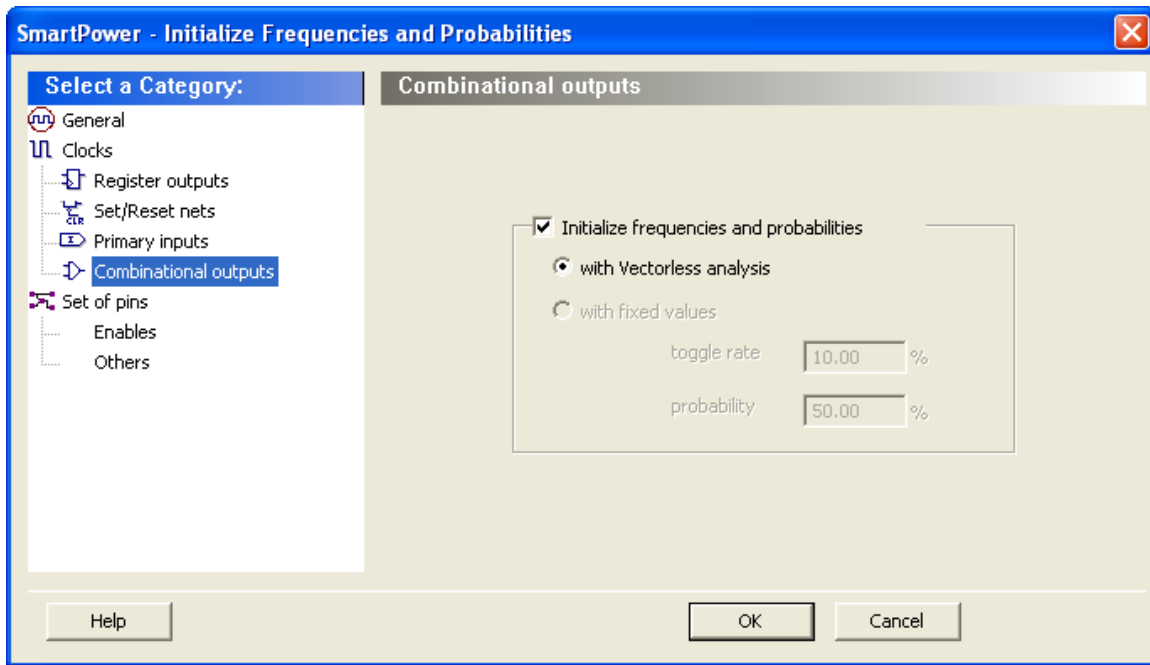 SmartPower - Initialize Frequencies and Probabilities
Select a Category:
General
Clocks
Register outputs
CLR
Set/Reset nets
I
Primary inputs
Combinational outputs
Set of pins
Enables
Others
Combinational outputs
Initialize frequencies and probabilities
with Vectorless analysis
with fixed values
toggle rate 10.00 %
probability 50.00 %
Help
OK
Cancel